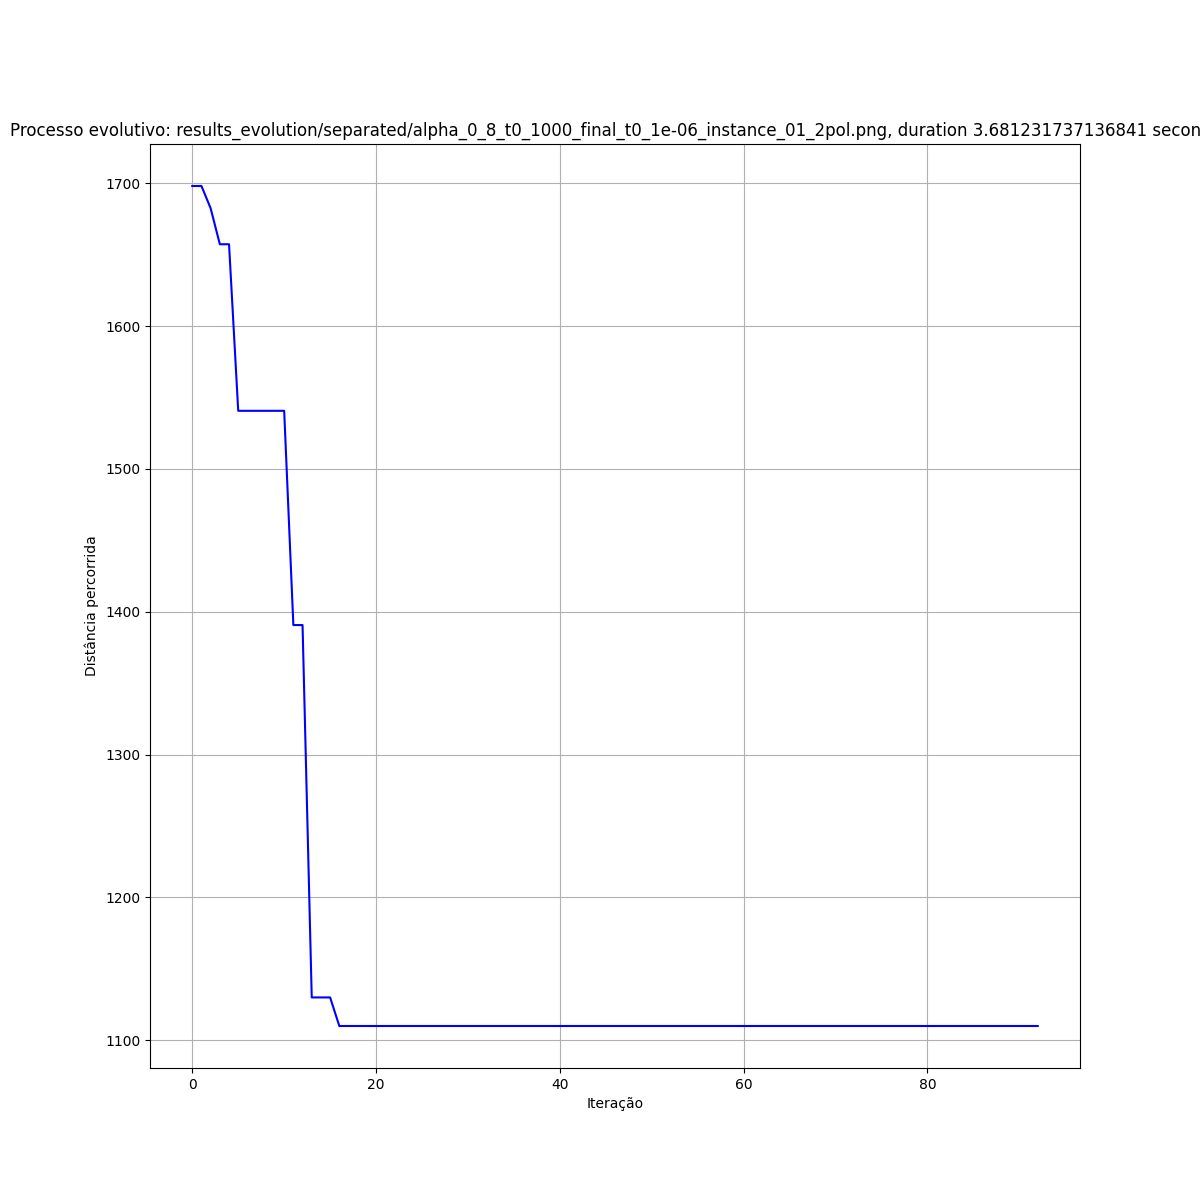 Processo evolutivo: results_evolution/separated/alpha_0_8_t0_1000_final_t0_1e-06_instance_01_2pol.png, duration 3.681231737136841 secon
1700
1600
1500
1400
1300
1200
1100
Distância percorrida
0 20 40 60 80
Iteração